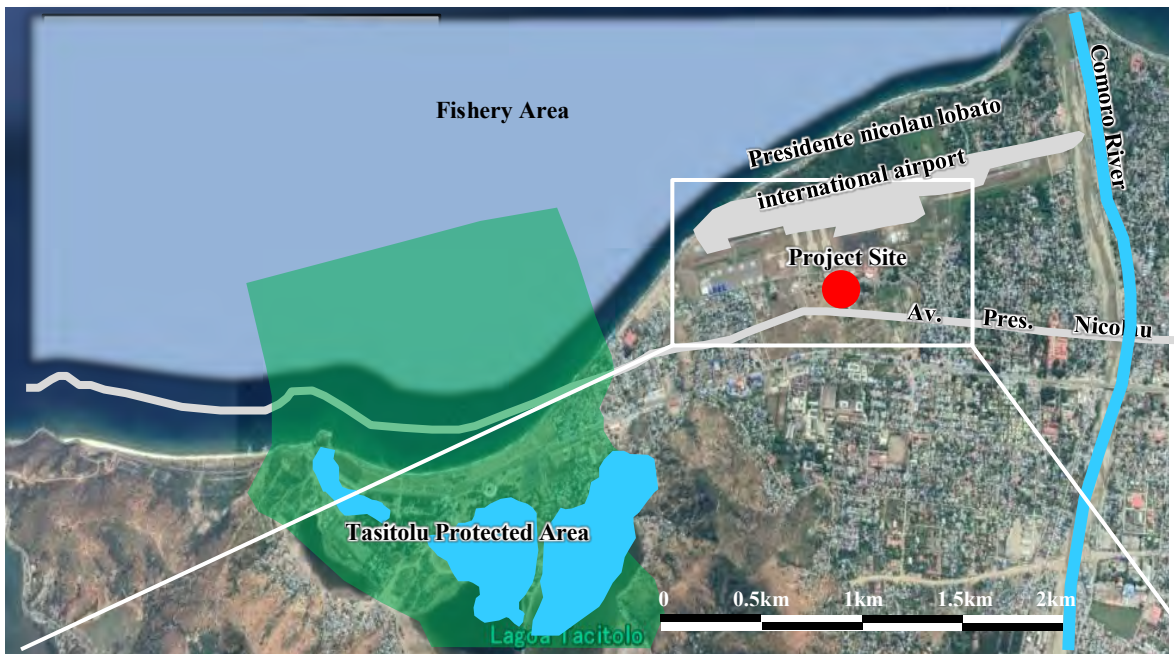 Fishery Area
Presidente nicolau lobato
international airport
Comoro River
Project Site
Av. Pres. Nicolau
Tasitolu Protected Area
0 0.5km 1km 1.5km 2km
Lagoa Tacitolo